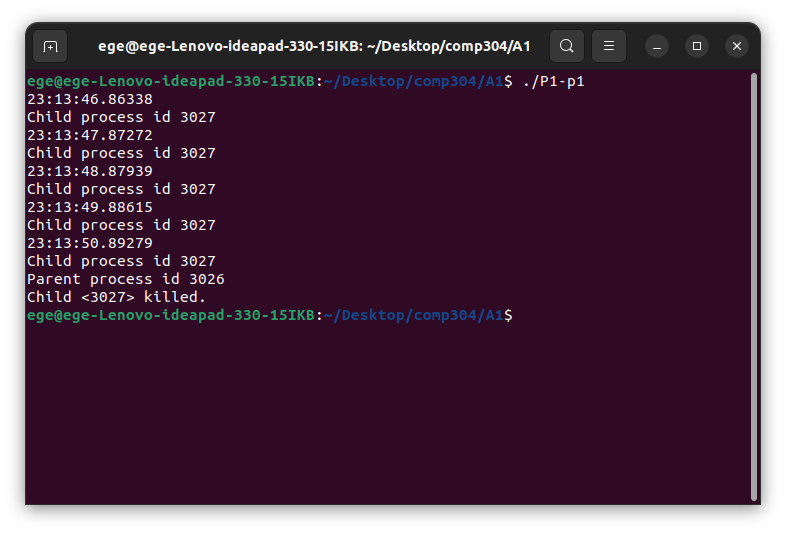 ege@ege-Lenovo-ideapad-330-15IKB: ~/Desktop/comp304/A1
ege@ege-Lenovo-ideapad-330-15IKB:~/Desktop/comp304/A1$ ./P1-p1
23:13:46.86338
Child process id 3027
23:13:47.87272
Child process id 3027
23:13:48.87939
Child process id 3027
23:13:49.88615
Child process id 3027
23:13:50.89279
Child process id 3027
Parent process id 3026
Child <3027> killed.
ege@ege-Lenovo-ideapad-330-15IKB:~/Desktop/comp304/A1$